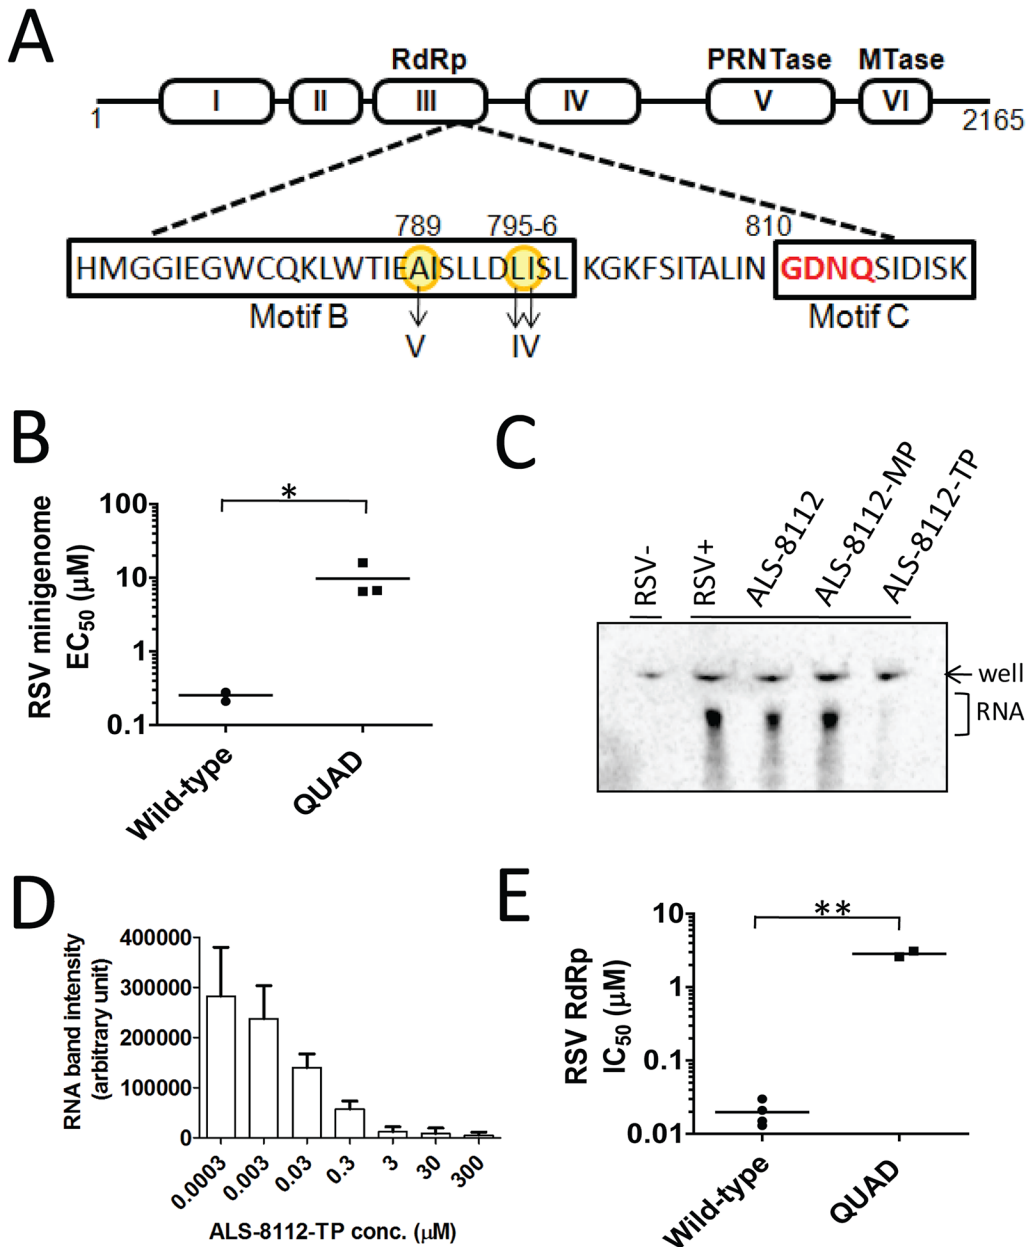 A
RdRp
PRNTase
MTase
I
II
III
IV
V
VI
1
2165
789
795-6
810
HMGGIEGWCQKLWTIEAISLLDLISL KGKFSITALIN GDNQSIDISK
Motif B
Motif C
V
IV
B
RSV minigenome
EC50 (μM)
100
10
1
0.1
*
Wild-type
QUAD
C
RSV-
RSV+
ALS-8112
ALS-8112-MP
ALS-8112-TP
well
RNA
D
RNA band intensity
(arbitrary unit)
400000
300000
200000
100000
0
0.0003
0.003
0.03
0.3
3
30
300
ALS-8112-TP conc. (μM)
E
RSV RdRp
IC50 (μM)
10
1
0.1
0.01
**
Wild-type
QUAD